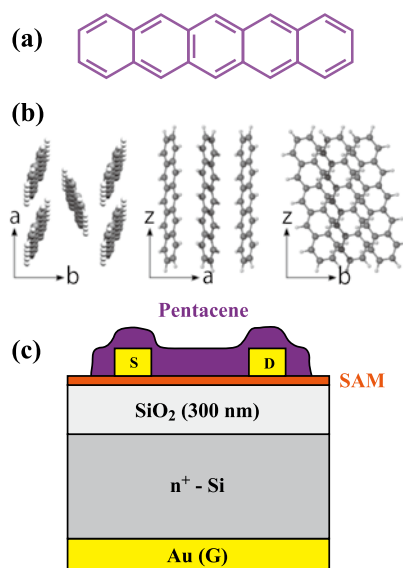 (a)
(b)
a
b
z
a
z
b
Pentacene
(c)
S
D
SAM
SiO₂ (300 nm)
n⁺ - Si
Au (G)